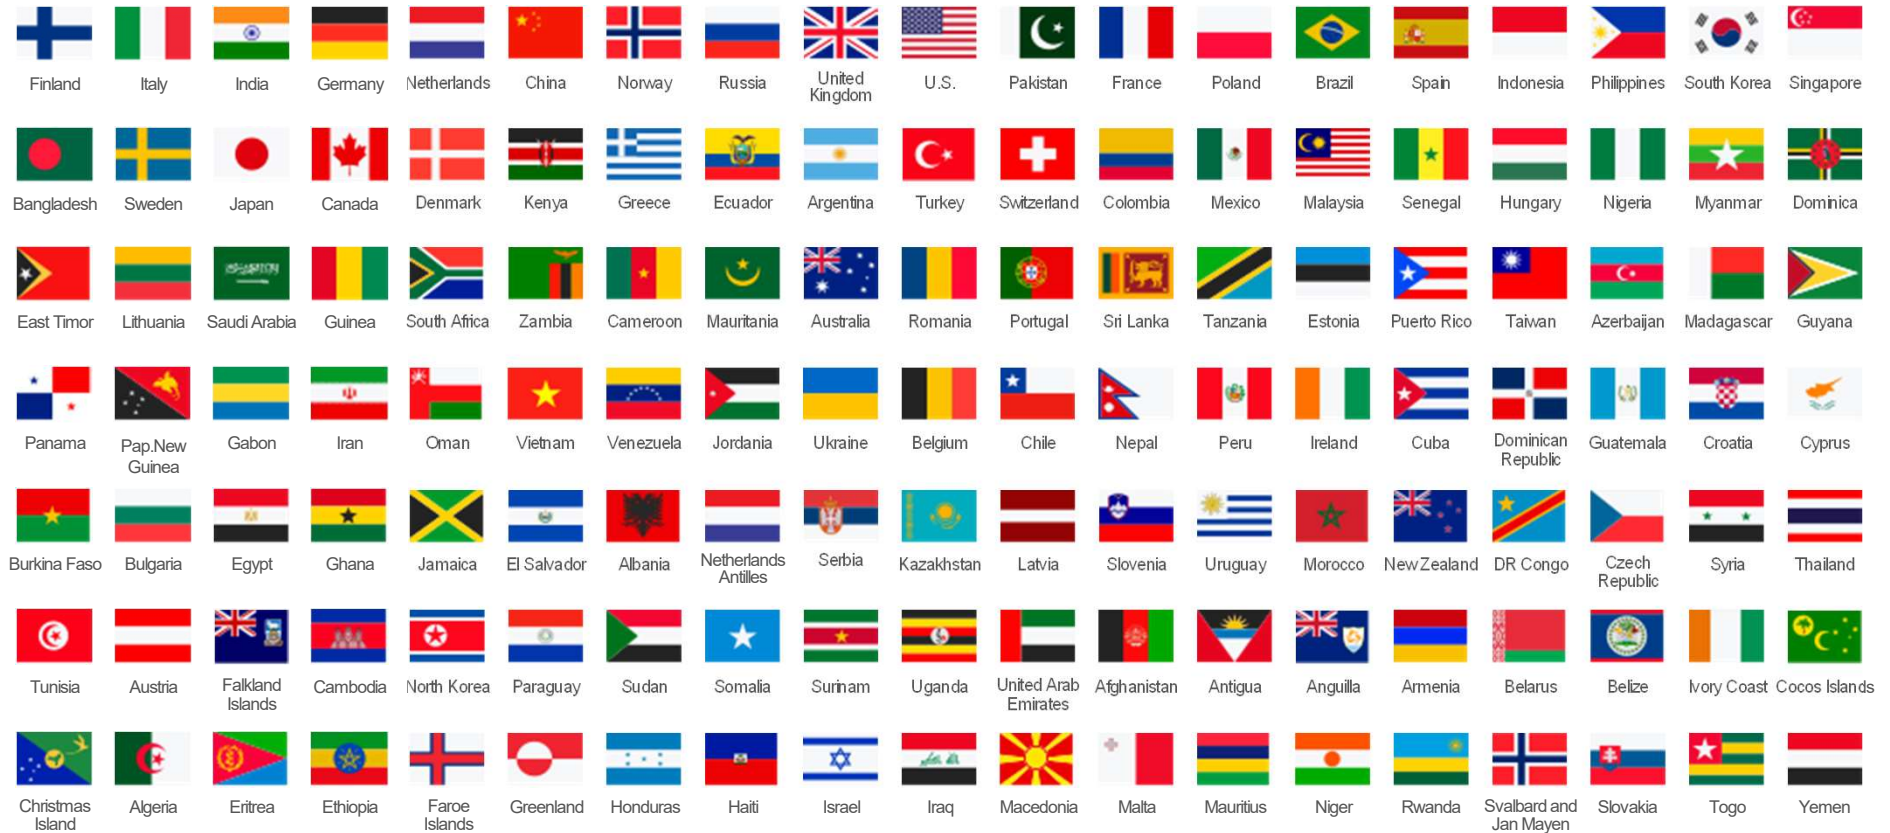 Finland Italy India Germany Netherlands China Norway Russia United Kingdom U.S. Pakistan France Poland Brazil Spain Indonesia Philippines South Korea Singapore
Bangladesh Sweden Japan Canada Denmark Kenya Greece Ecuador Argentina Turkey Switzerland Colombia Mexico Malaysia Senegal Hungary Nigeria Myanmar Dominica
East Timor Lithuania Saudi Arabia Guinea South Africa Zambia Cameroon Mauritania Australia Romania Portugal Sri Lanka Tanzania Estonia Puerto Rico Taiwan Azerbaijan Madagascar Guyana
Panama Pap.New Guinea Gabon Iran Oman Vietnam Venezuela Jordania Ukraine Belgium Chile Nepal Peru Ireland Cuba Dominican Republic Guatemala Croatia Cyprus
Burkina Faso Bulgaria Egypt Ghana Jamaica El Salvador Albania Netherlands Antilles Serbia Kazakhstan Latvia Slovenia Uruguay Morocco New Zealand DR Congo Czech Republic Syria Thailand
Tunisia Austria Falkland Islands Cambodia North Korea Paraguay Sudan Somalia Surinam Uganda United Arab Emirates Afghanistan Antigua Anguilla Armenia Belarus Belize Ivory Coast Cocos Islands
Christmas Island Algeria Eritrea Ethiopia Faroe Islands Greenland Honduras Haiti Israel Iraq Macedonia Malta Mauritius Niger Rwanda Svalbard and Jan Mayen Slovakia Togo Yemen